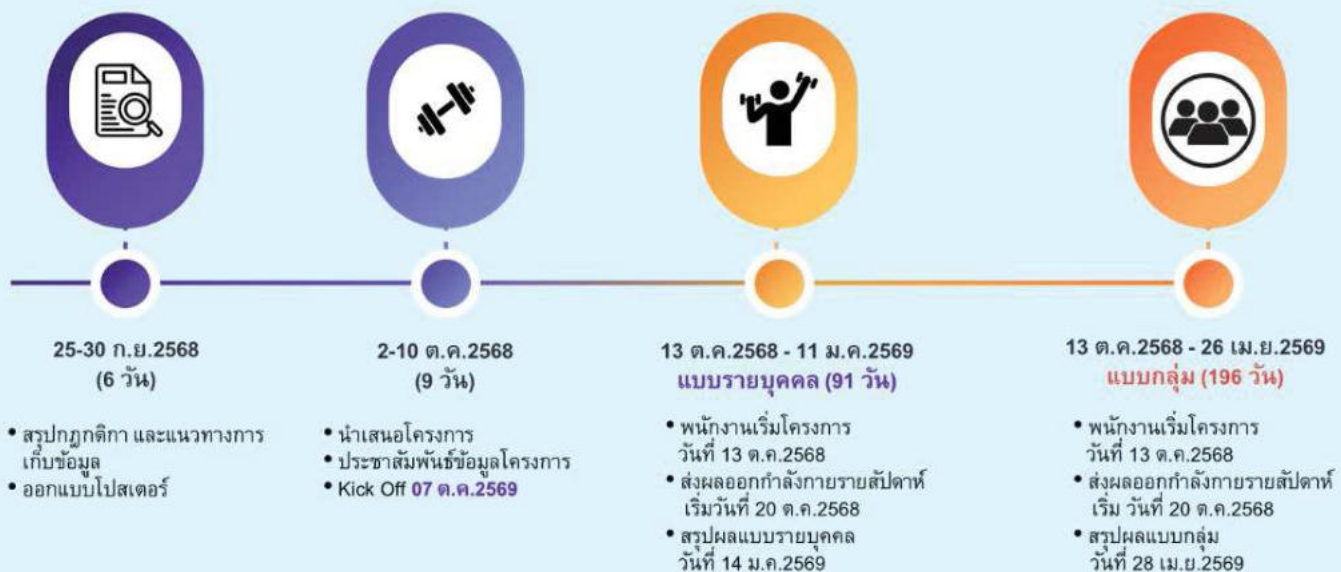 25-30 ก.ย.2568
(6 วัน)
• สรุปกฎกติกา และแนวทางการ
เก็บข้อมูล
• ออกแบบโปสเตอร์
2-10 ต.ค.2568
(9 วัน)
• นำเสนอโครงการ
• ประชาสัมพันธ์ข้อมูลโครงการ
• Kick Off 07 ต.ค.2569
13 ต.ค.2568 - 11 ม.ค.2569
แบบรายบุคคล (91 วัน)
• พนักงานเริ่มโครงการ
วันที่ 13 ต.ค.2568
• ส่งผลออกกำลังกายรายสัปดาห์
เริ่มวันที่ 20 ต.ค.2568
• สรุปผลแบบรายบุคคล
วันที่ 14 ม.ค.2569
13 ต.ค.2568 - 26 เม.ย.2569
แบบกลุ่ม (196 วัน)
• พนักงานเริ่มโครงการ
วันที่ 13 ต.ค.2568
• ส่งผลออกกำลังกายรายสัปดาห์
เริ่ม วันที่ 20 ต.ค.2568
• สรุปผลแบบกลุ่ม
วันที่ 28 เม.ย.2569